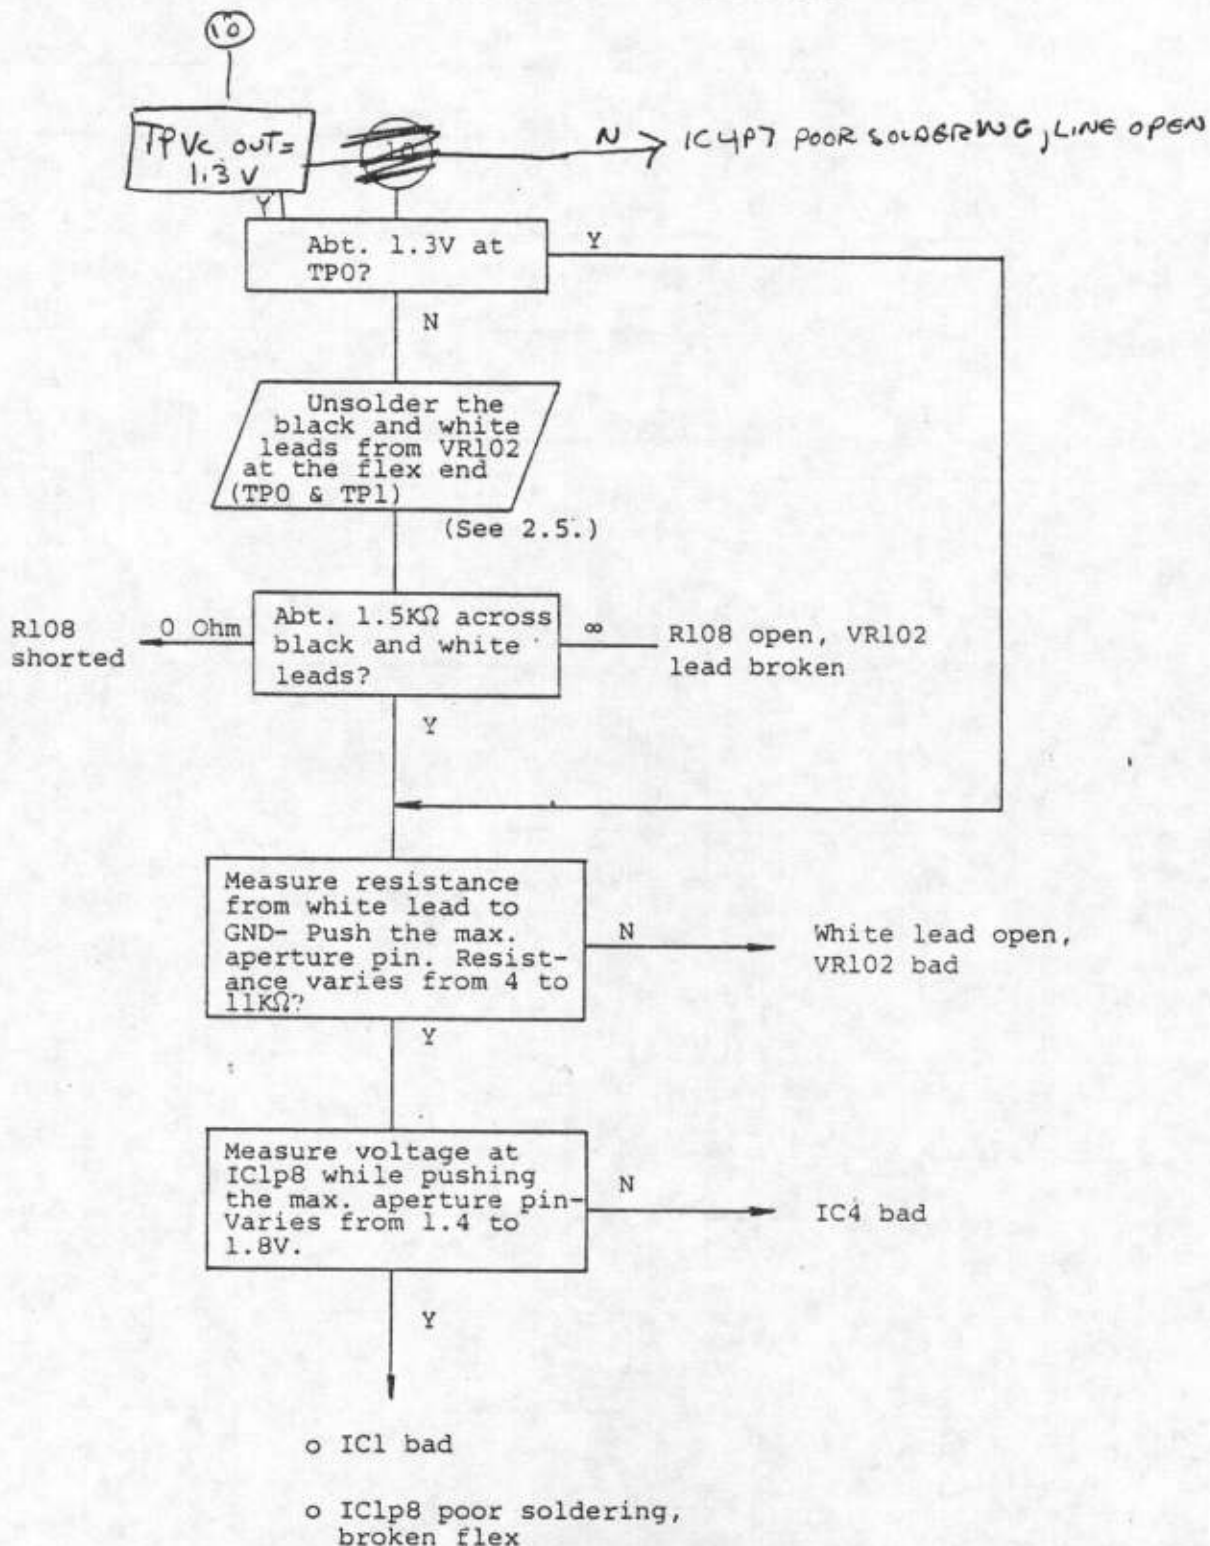 10
TPVc OUT=
1.3 V
10
N
IC4P7 POOR SOLDERING, LINE OPEN
Y
Abt. 1.3V at
TP0?
Y
N
Unsolder the
black and white
leads from VR102
at the flex end
(TP0 & TP1)
(See 2.5.)
R108
shorted
0 Ohm
Abt. 1.5KΩ across
black and white
leads?
∞
R108 open, VR102
lead broken
Y
Measure resistance
from white lead to
GND- Push the max.
aperture pin. Resist-
ance varies from 4 to
11KΩ?
N
White lead open,
VR102 bad
Y
Measure voltage at
IC1p8 while pushing
the max. aperture pin-
Varies from 1.4 to
1.8V.
N
IC4 bad
Y
o IC1 bad
o IC1p8 poor soldering,
broken flex